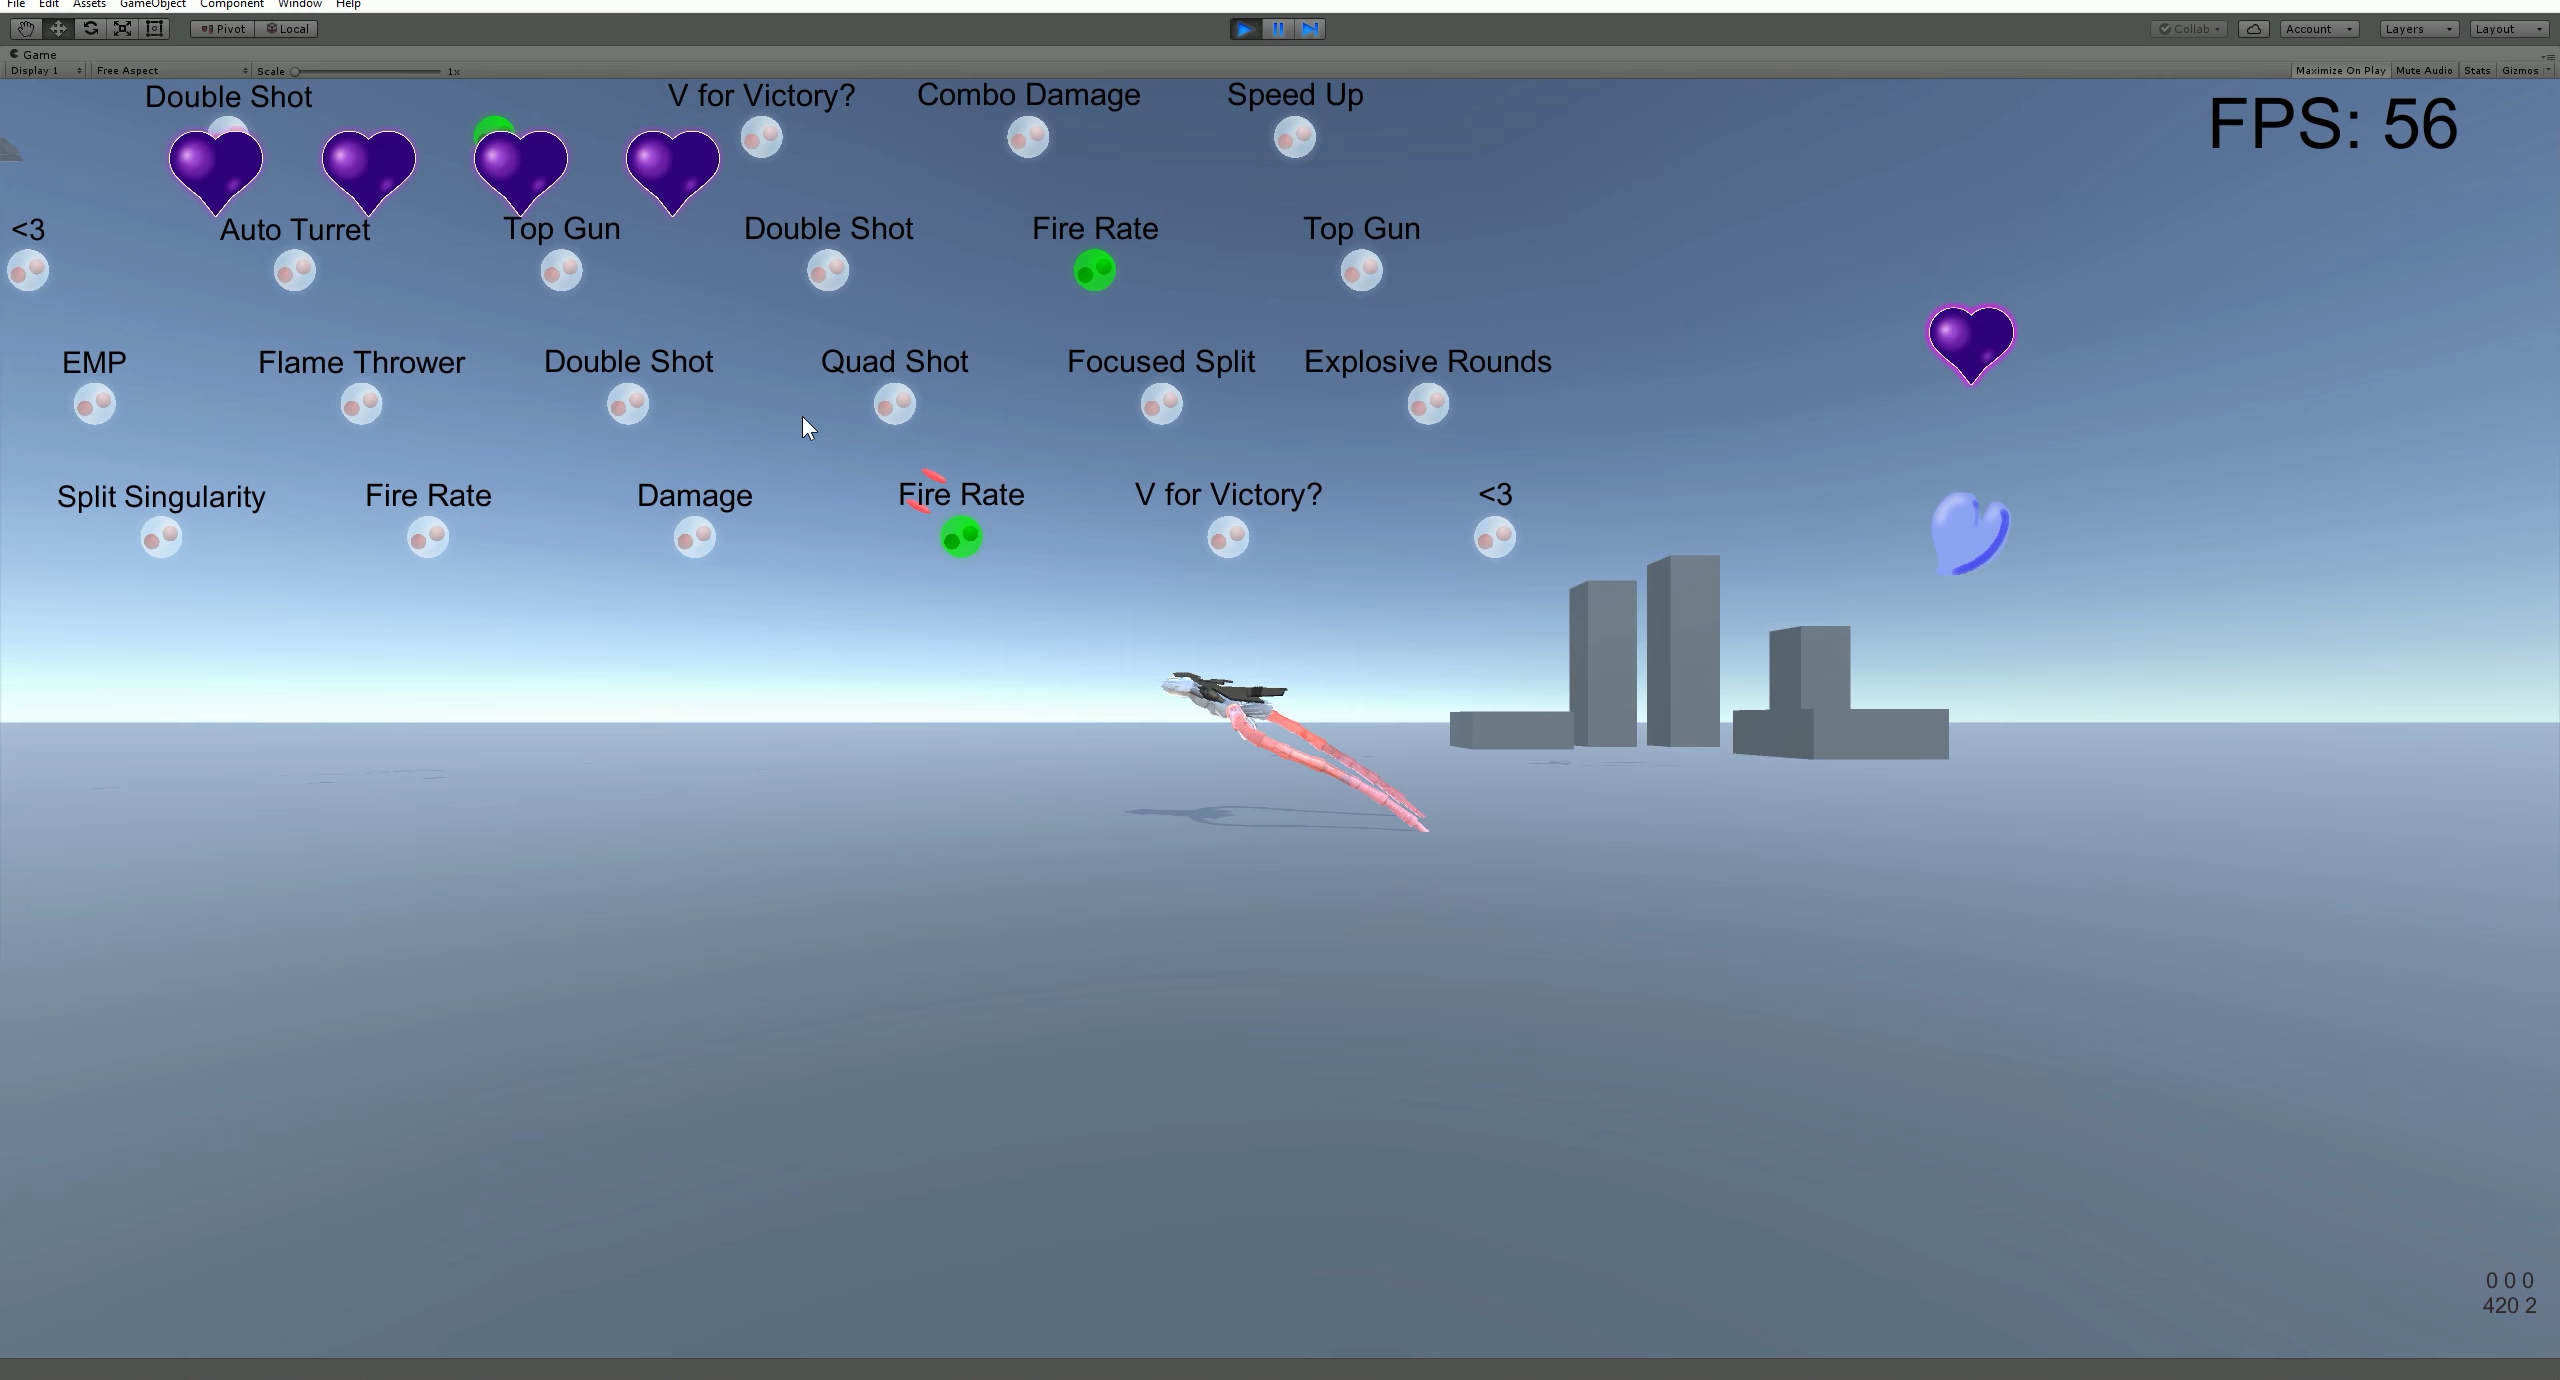 File Edit Assets GameObject Component Window Help
Pivot Local Collab Account Layers Layout
Game
Display 1 Free Aspect Scale 1x Maximize On Play Mute Audio Stats Gizmos
Double Shot V for Victory? Combo Damage Speed Up
FPS: 56
<3 Auto Turret Top Gun Double Shot Fire Rate Top Gun
EMP Flame Thrower Double Shot Quad Shot Focused Split Explosive Rounds
Split Singularity Fire Rate Damage Fire Rate V for Victory? <3
0 0 0
420 2